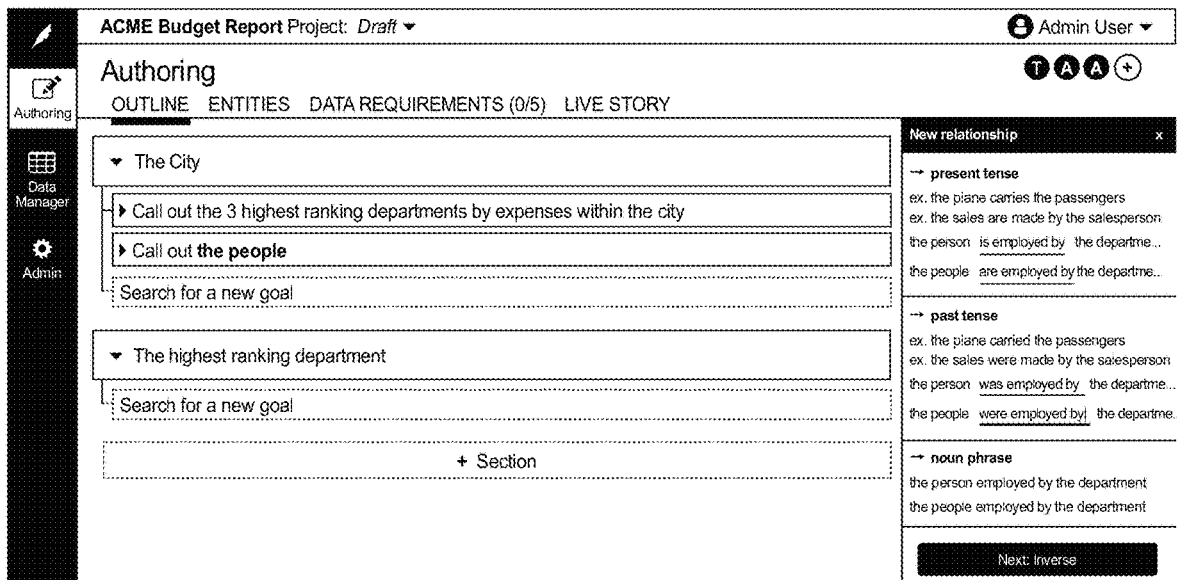 ACME Budget Report Project: Draft
Admin User
Authoring
T A A +
OUTLINE ENTITIES DATA REQUIREMENTS (0/5) LIVE STORY
Authoring
Data
Manager
Admin
The City
Call out the 3 highest ranking departments by expenses within the city
Call out the people
Search for a new goal
The highest ranking department
Search for a new goal
+ Section
New relationship x
→ present tense
ex. the plane carries the passengers
ex. the sales are made by the salesperson
the person is employed by the departme...
the people are employed by the departme...
→ past tense
ex. the plane carried the passengers
ex. the sales were made by the salesperson
the person was employed by the departme...
the people were employed by the departme.
→ noun phrase
the person employed by the department
the people employed by the department
Next: Inverse